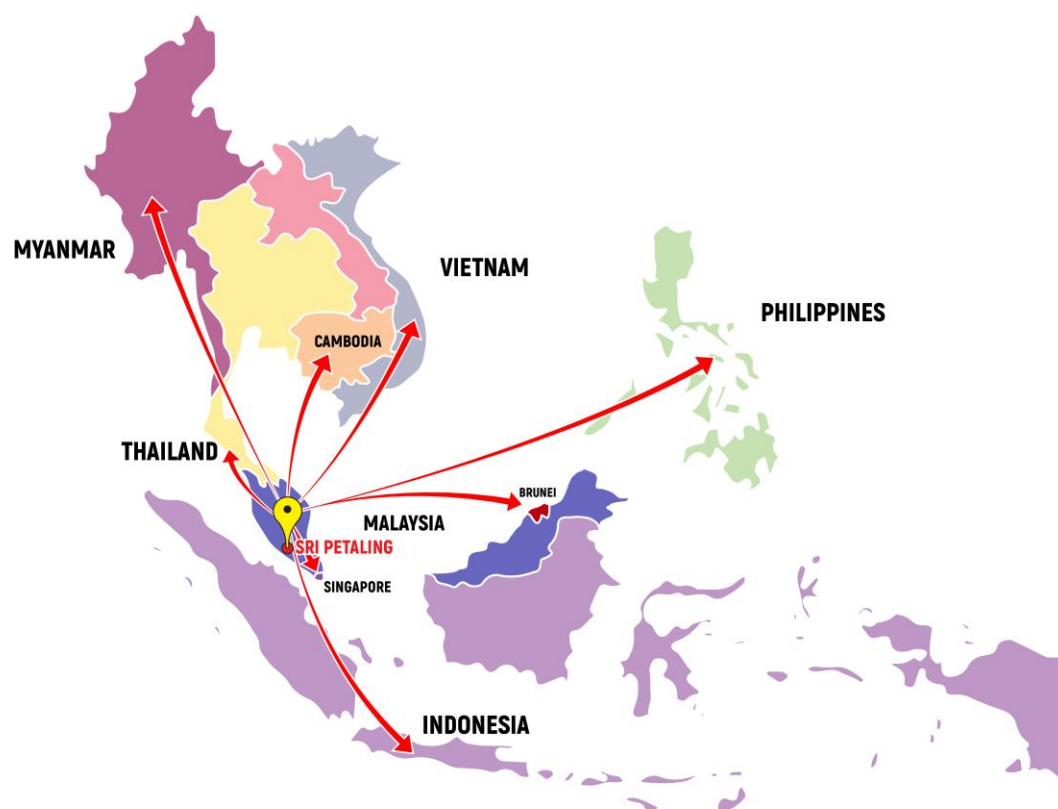 MYANMAR
VIETNAM
PHILIPPINES
CAMBODIA
THAILAND
BRUNEI
MALAYSIA
SRI PETALING
SINGAPORE
INDONESIA